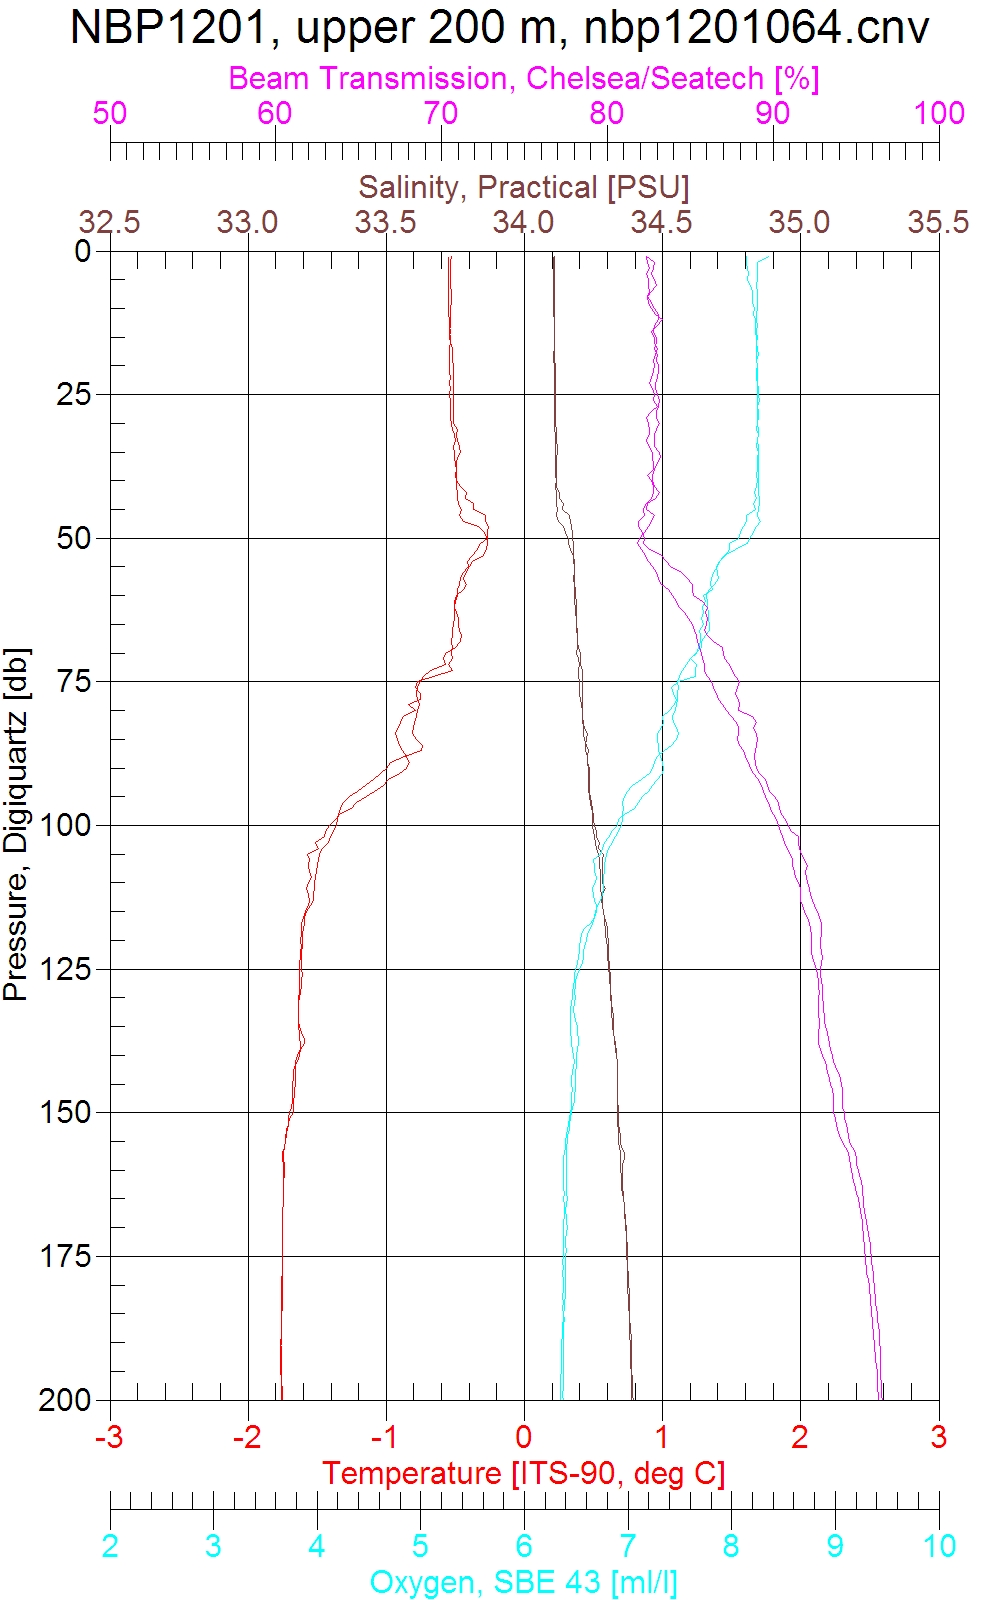 NBP1201, upper 200 m, nbp1201064.cnv
Beam Transmission, Chelsea/Seatech [%]
50 60 70 80 90 100
Salinity, Practical [PSU]
32.5 33.0 33.5 34.0 34.5 35.0 35.5
0
25
50
75
100
125
150
175
200
Pressure, Digiquartz [db]
-3 -2 -1 0 1 2 3
Temperature [ITS-90, deg C]
2 3 4 5 6 7 8 9 10
Oxygen, SBE 43 [ml/l]